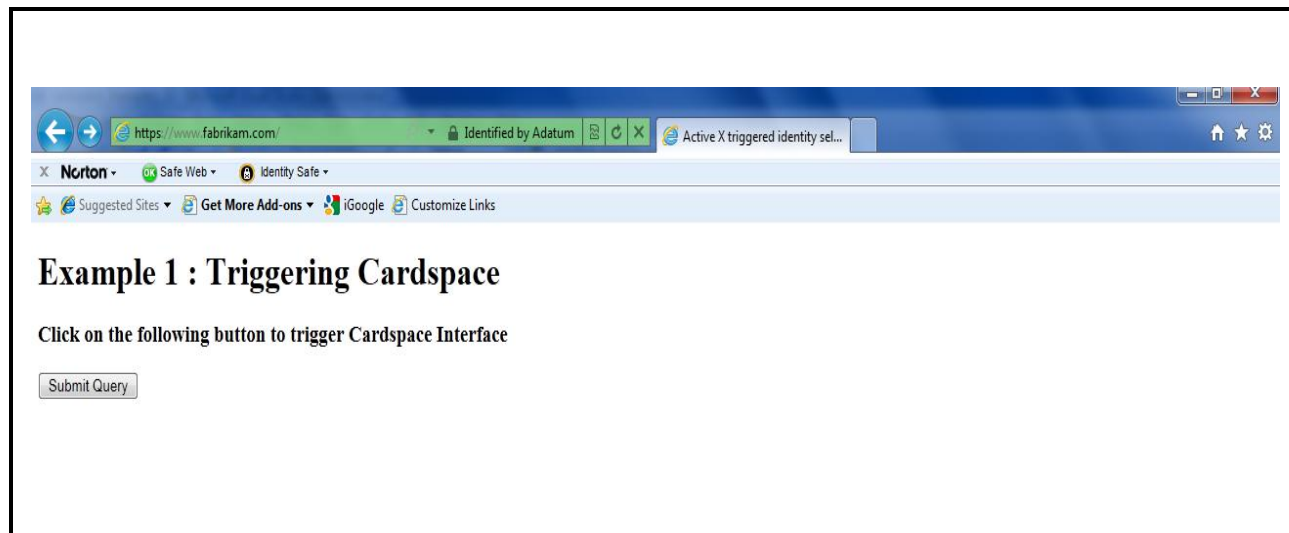 https://www.fabrikam.com/ Identified by Adatum Active X triggered identity sel...
X Norton OK Safe Web Identity Safe
Suggested Sites Get More Add-ons iGoogle Customize Links
Example 1 : Triggering Cardspace
Click on the following button to trigger Cardspace Interface
Submit Query